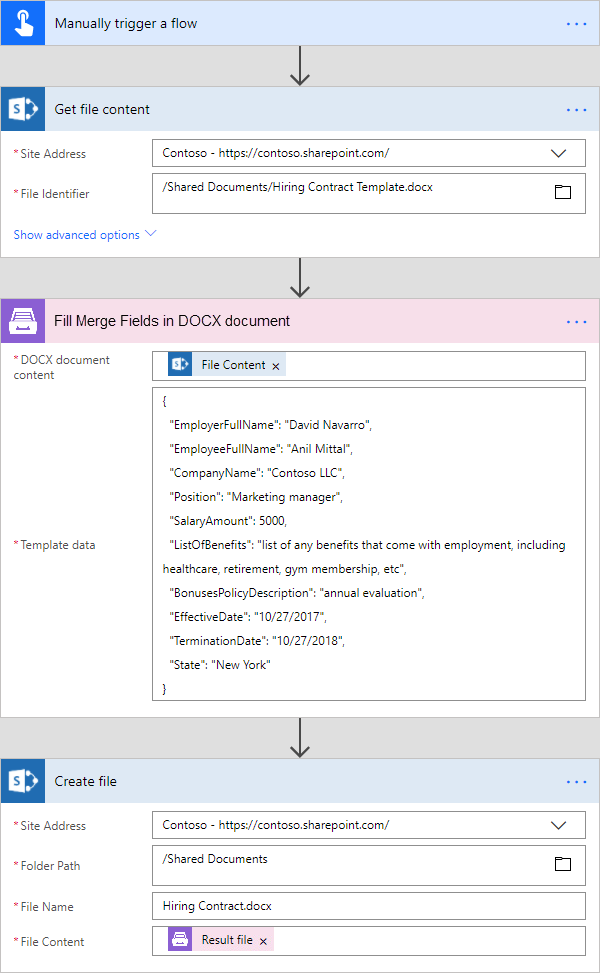 Manually trigger a flow
Get file content
*Site Address
Contoso - https://contoso.sharepoint.com/
*File Identifier
/Shared Documents/Hiring Contract Template.docx
Show advanced options
Fill Merge Fields in DOCX document
*DOCX document
content
File Content ×
*Template data
{
"EmployerFullName": "David Navarro",
"EmployeeFullName": "Anil Mittal",
"CompanyName": "Contoso LLC",
"Position": "Marketing manager",
"SalaryAmount": 5000,
"ListOfBenefits": "list of any benefits that come with employment, including
healthcare, retirement, gym membership, etc",
"BonusesPolicyDescription": "annual evaluation",
"EffectiveDate": "10/27/2017",
"TerminationDate": "10/27/2018",
"State": "New York"
}
Create file
*Site Address
Contoso - https://contoso.sharepoint.com/
*Folder Path
/Shared Documents
*File Name
Hiring Contract.docx
*File Content
Result file ×